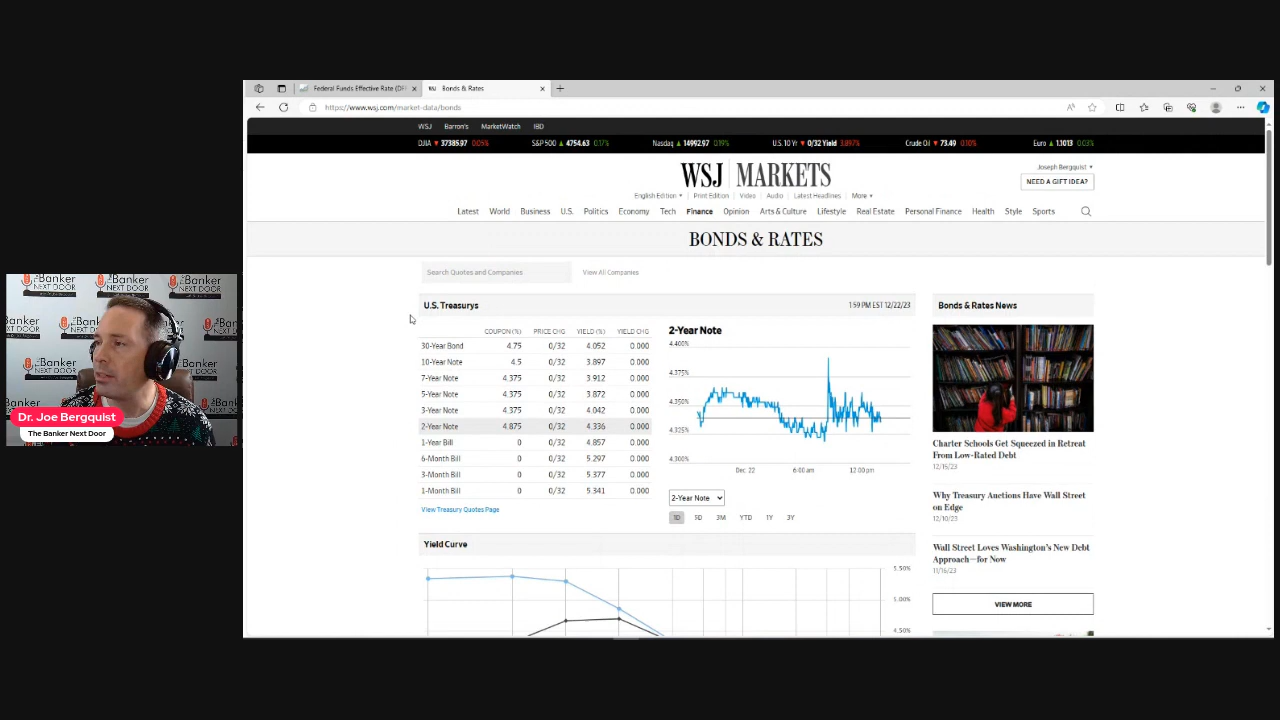 Federal Funds Effective Rate (DFF
Bonds & Rates
https://www.wsj.com/market-data/bonds
WSJ Barron's MarketWatch IBD
DJIA ▼ 37385.97 0.05% S&P 500 ▲ 4754.63 0.17% Nasdaq ▲ 14992.97 0.19% U.S. 10 Yr ▼ 0/32 Yield 3.897% Crude Oil ▼ 73.49 0.10% Euro ▲ 1.1013 0.03%
WSJ MARKETS
Joseph Bergquist
NEED A GIFT IDEA?
English Edition Print Edition Video Audio Latest Headlines More
Latest World Business U.S. Politics Economy Tech Finance Opinion Arts & Culture Lifestyle Real Estate Personal Finance Health Style Sports
BONDS & RATES
Search Quotes and Companies View All Companies
U.S. Treasurys 1:59 PM EST 12/22/23
COUPON (%) PRICE CHG YIELD (%) YIELD CHG
30-Year Bond 4.75 0/32 4.052 0.000
10-Year Note 4.5 0/32 3.897 0.000
7-Year Note 4.375 0/32 3.912 0.000
5-Year Note 4.375 0/32 3.872 0.000
3-Year Note 4.375 0/32 4.042 0.000
2-Year Note 4.875 0/32 4.336 0.000
1-Year Bill 0 0/32 4.857 0.000
6-Month Bill 0 0/32 5.297 0.000
3-Month Bill 0 0/32 5.377 0.000
1-Month Bill 0 0/32 5.341 0.000
View Treasury Quotes Page
2-Year Note
4.400%
4.375%
4.350%
4.325%
4.300%
Dec. 22 6:00 am 12:00 pm
2-Year Note
1D 5D 3M YTD 1Y 3Y
Yield Curve
5.50%
4.50%
Bonds & Rates News
Charter Schools Get Squeezed in Retreat
From Low-Rated Debt
12/15/23
Why Treasury Auctions Have Wall Street
on Edge
12/10/23
Wall Street Loves Washington's New Debt
Approach—for Now
11/16/23
VIEW MORE
The Banker
NEXT DOOR
Dr. Joe Bergquist
The Banker Next Door